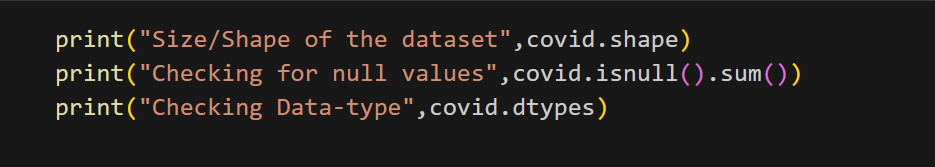 print("Size/Shape of the dataset",covid.shape)
print("Checking for null values",covid.isnull().sum())
print("Checking Data-type",covid.dtypes)